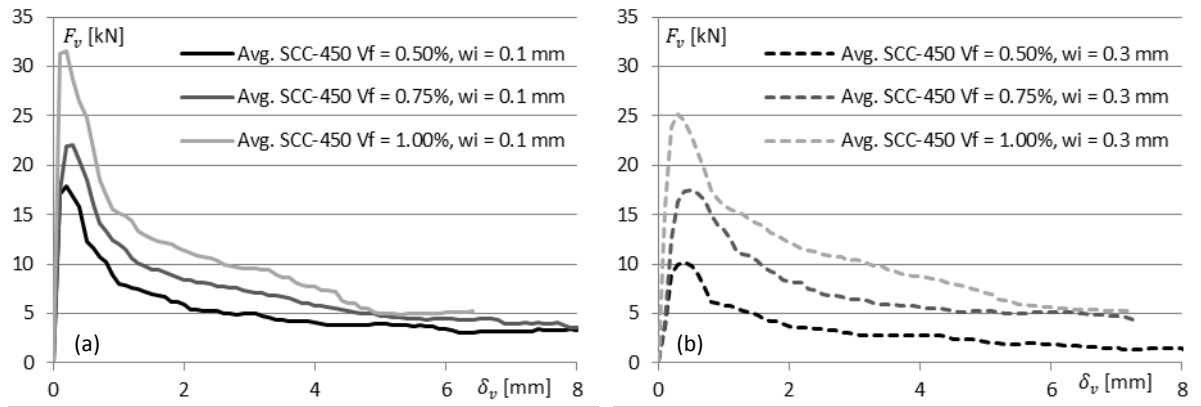 35
F_v [kN]
30
25
20
15
10
5
0
Avg. SCC-450 Vf = 0.50%, wi = 0.1 mm
Avg. SCC-450 Vf = 0.75%, wi = 0.1 mm
Avg. SCC-450 Vf = 1.00%, wi = 0.1 mm
(a)
0 2 4 6 8
δ_v [mm]
35
F_v [kN]
30
25
20
15
10
5
0
Avg. SCC-450 Vf = 0.50%, wi = 0.3 mm
Avg. SCC-450 Vf = 0.75%, wi = 0.3 mm
Avg. SCC-450 Vf = 1.00%, wi = 0.3 mm
(b)
0 2 4 6 8
δ_v [mm]